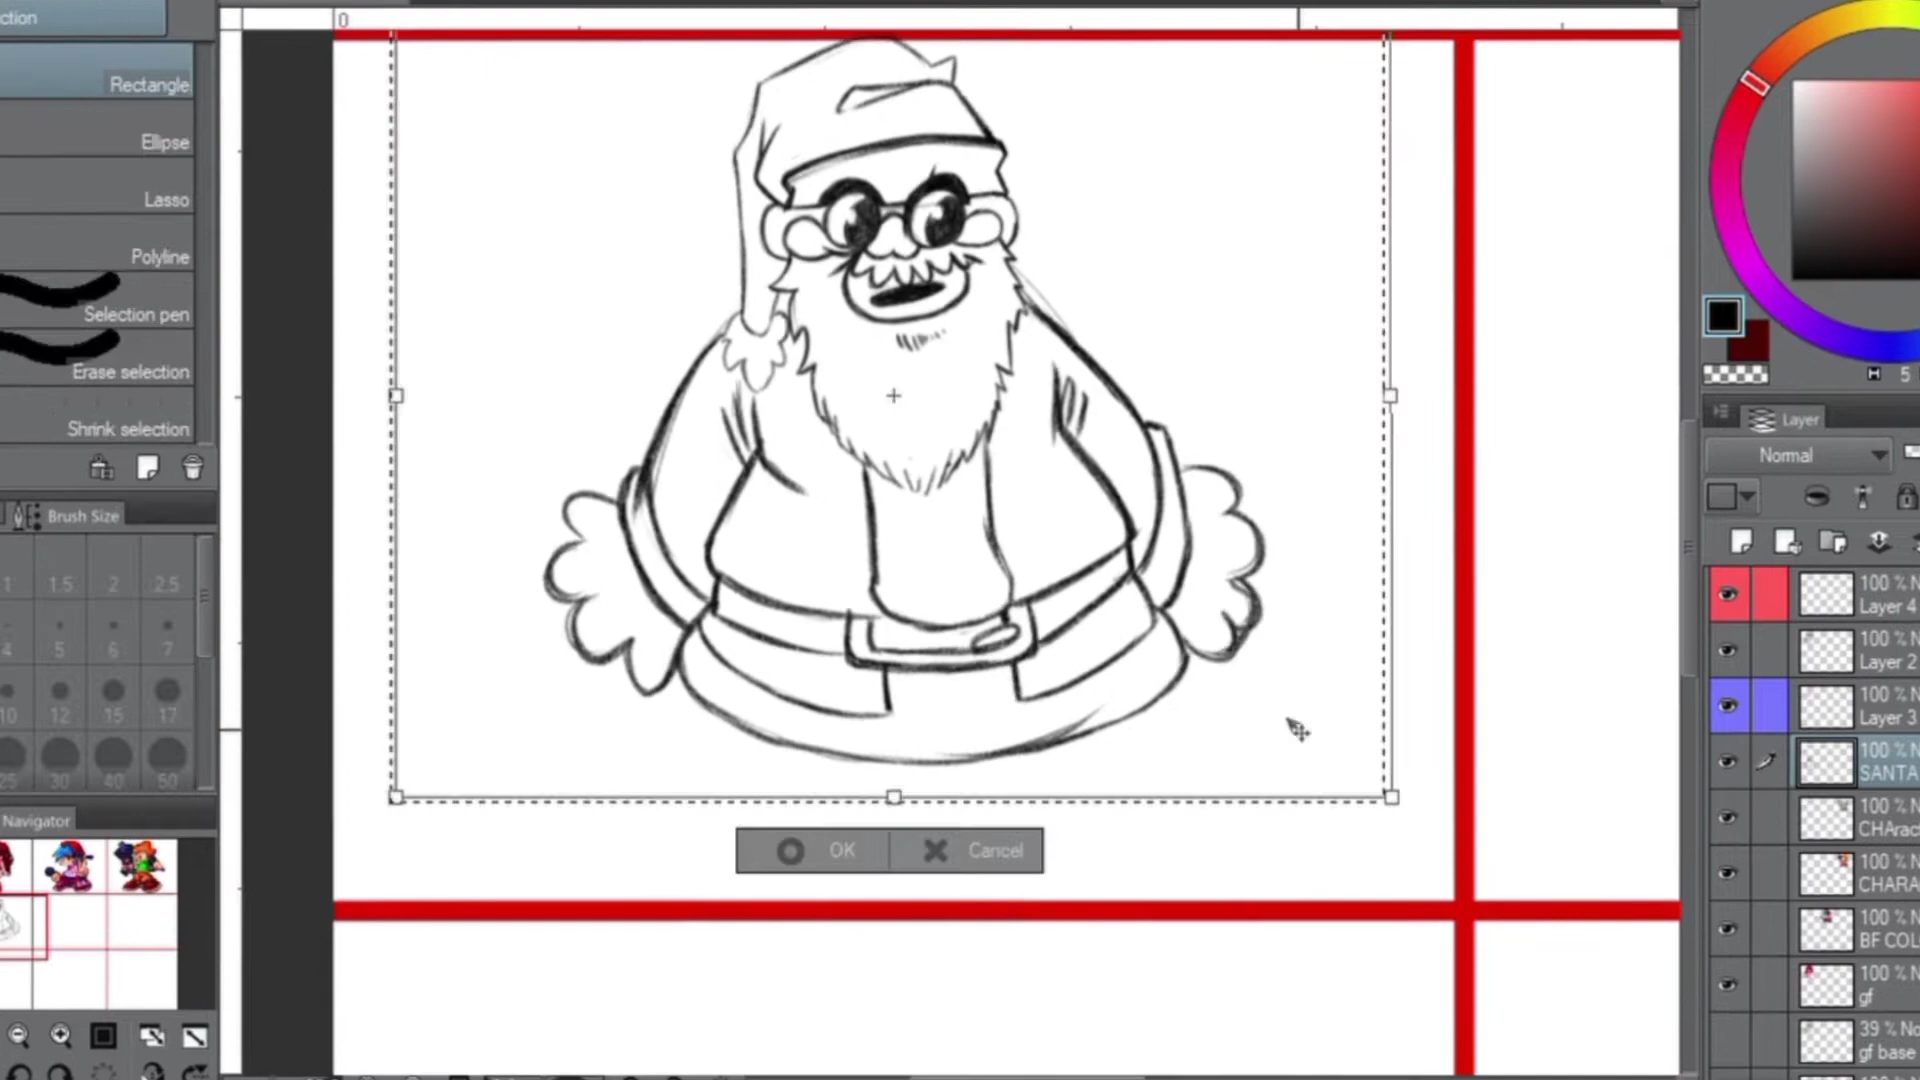 ction
Rectangle
Ellipse
Lasso
Polyline
Selection pen
Erase selection
Shrink selection
Brush Size
1 1.5 2 2.5
4 5 6 7
10 12 15 17
25 30 40 50
Navigator
0
OK Cancel
H 5
Layer
Normal
100 % N
Layer 4
100 % N
Layer 2
100 % N
Layer 3
100 % N
SANTA
100 % N
CHAract
100 % N
CHARA
100 % N
BF COL
100 % N
gf
39 % No
gf base